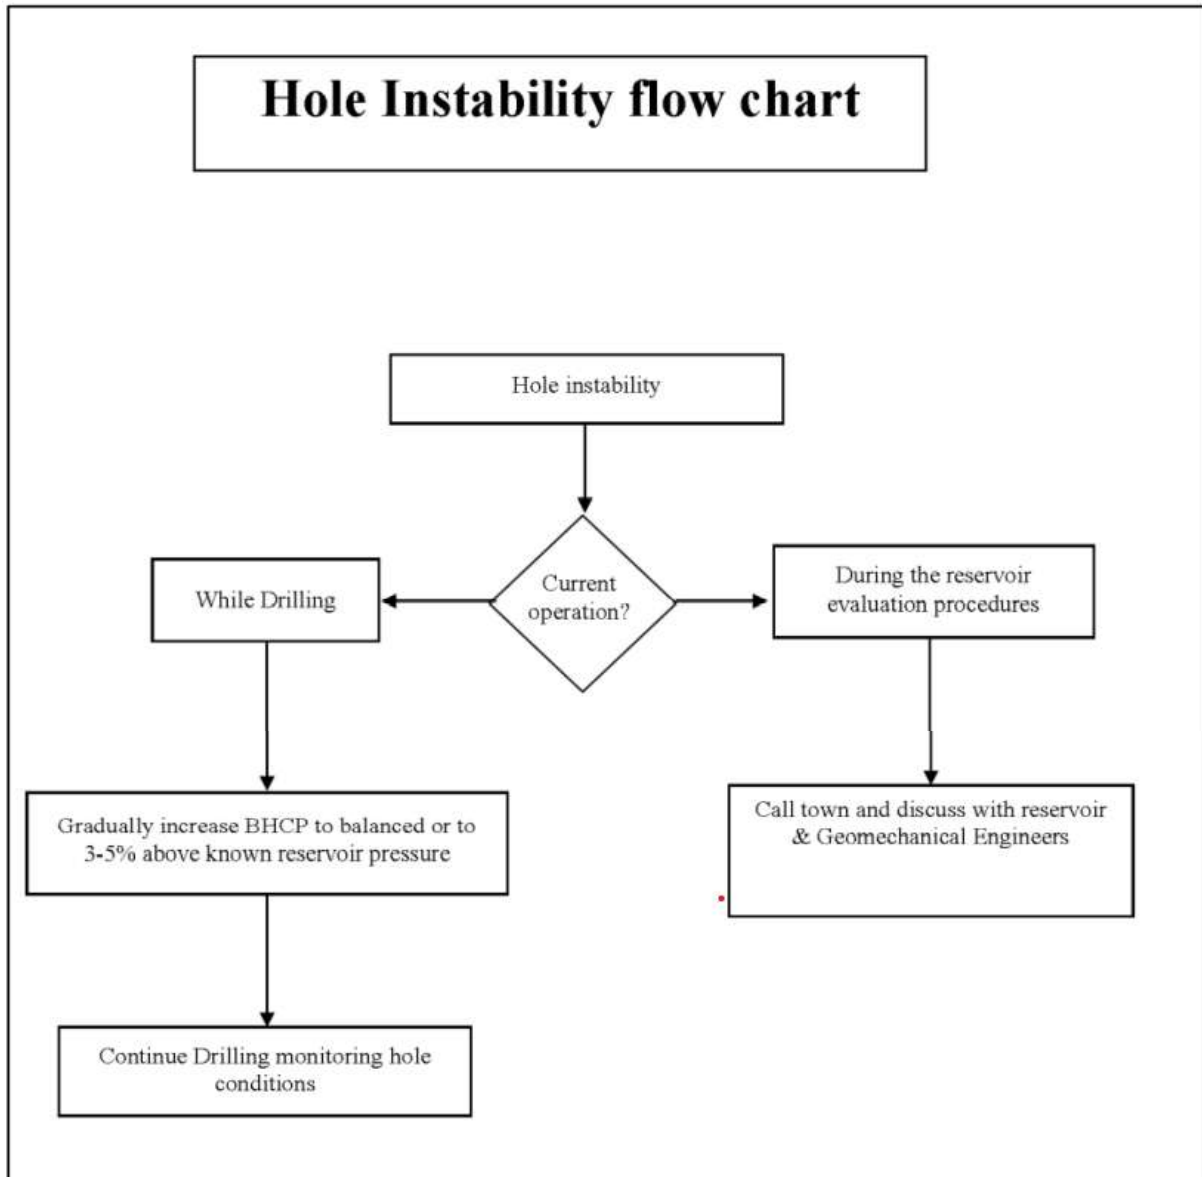 Hole Instability flow chart
Hole instability
Current
operation?
While Drilling
During the reservoir
evaluation procedures
Gradually increase BHCP to balanced or to
3-5% above known reservoir pressure
Call town and discuss with reservoir
& Geomechanical Engineers
Continue Drilling monitoring hole
conditions